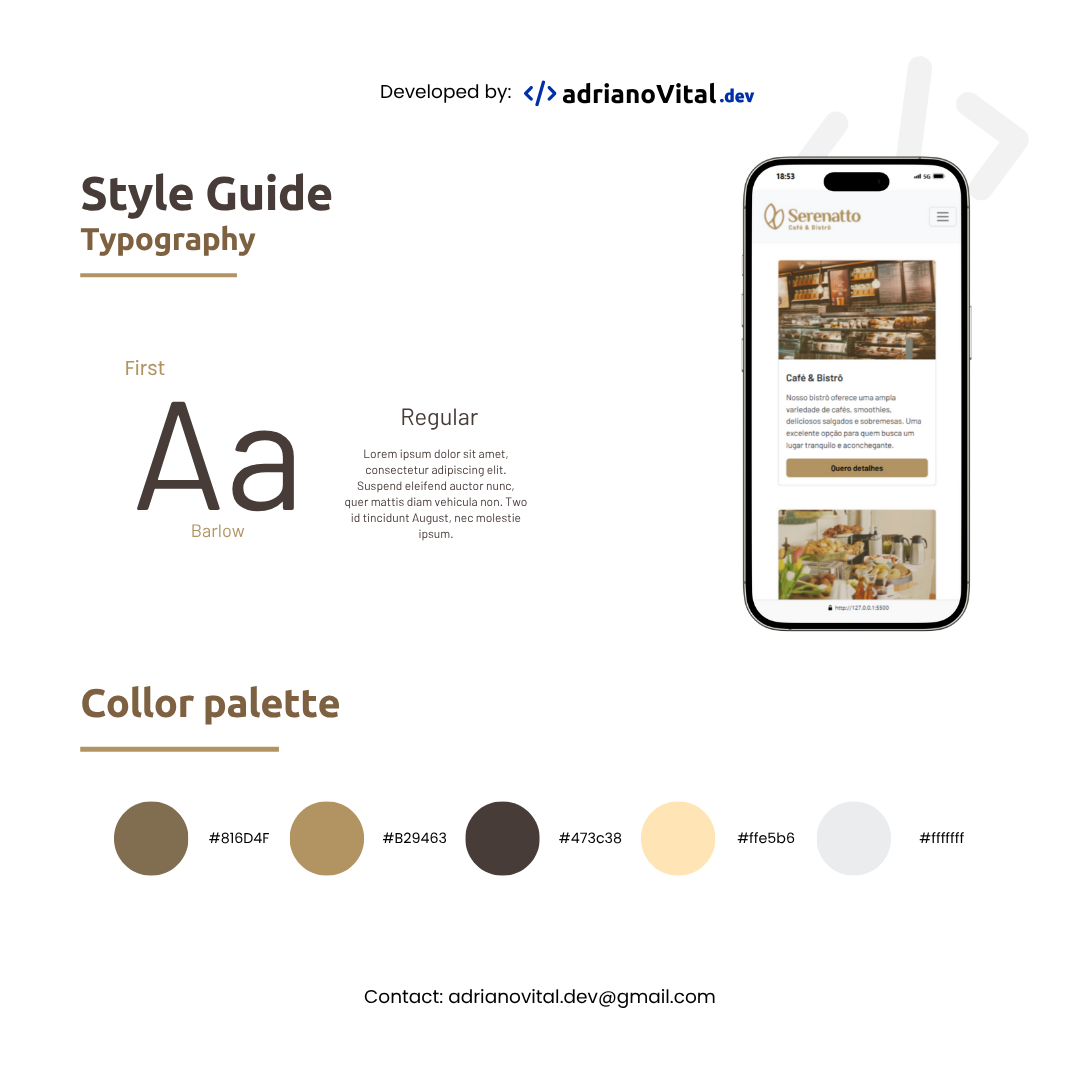 Developed by: </> adrianoVital .dev
Style Guide
Typography
First
Aa
Barlow
Regular
Lorem ipsum dolor sit amet,
consectetur adipiscing elit.
Suspend eleifend auctor nunc,
quer mattis diam vehicula non. Two
id tincidunt August, nec molestie
ipsum.
18:53
5G
Serenatto
Café & Bistrô
Café & Bistrô
Nosso bistrô oferece uma ampla
variedade de cafés, smoothies,
deliciosos salgados e sobremesas. Uma
excelente opção para quem busca um
lugar tranquilo e aconchegante.
Quero detalhes
http://127.0.0.1:5500
Collor palette
#816D4F
#B29463
#473c38
#ffe5b6
#fffffff
Contact: adrianovital.dev@gmail.com